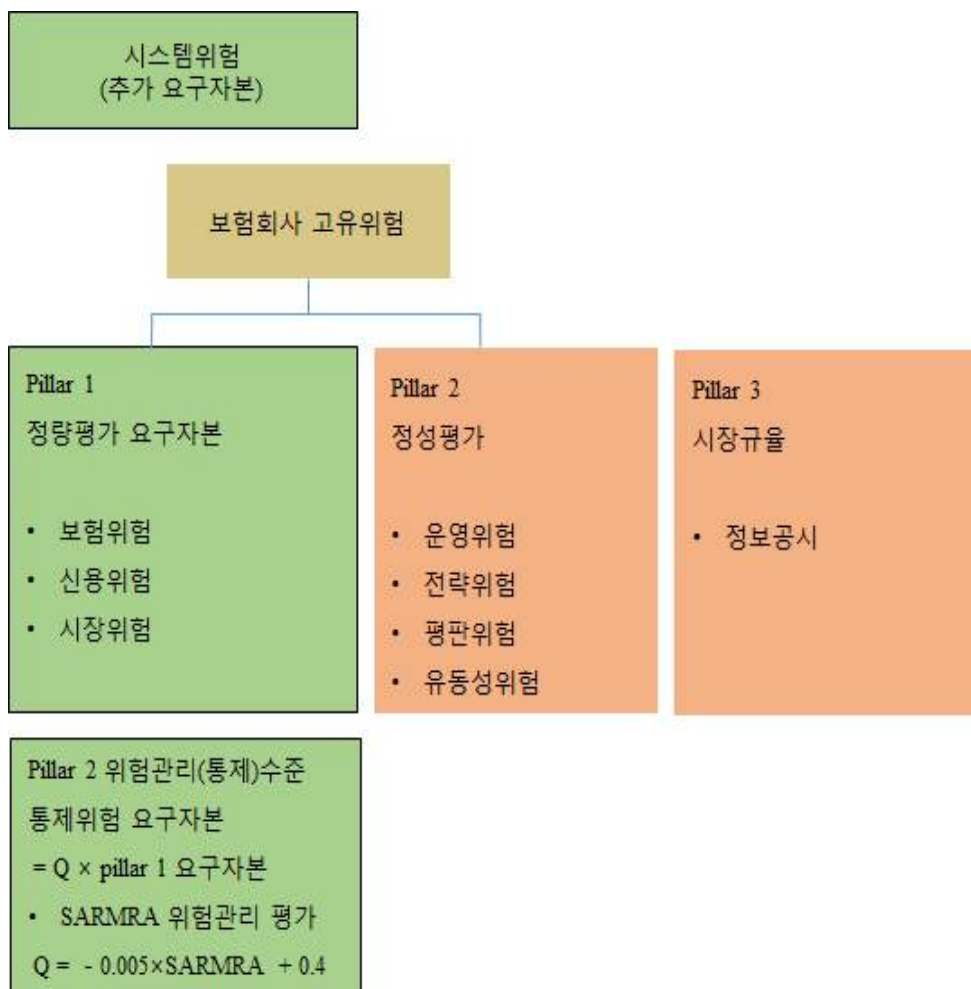 시스템위험
(추가 요구자본)
보험회사 고유위험
Pillar 1
정량평가 요구자본
• 보험위험
• 신용위험
• 시장위험
Pillar 2
정성평가
• 운영위험
• 전략위험
• 평판위험
• 유동성위험
Pillar 3
시장규율
• 정보공시
Pillar 2 위험관리(통제)수준
통제위험 요구자본
= Q × pillar 1 요구자본
• SARMRA 위험관리 평가
Q = - 0.005×SARMRA + 0.4